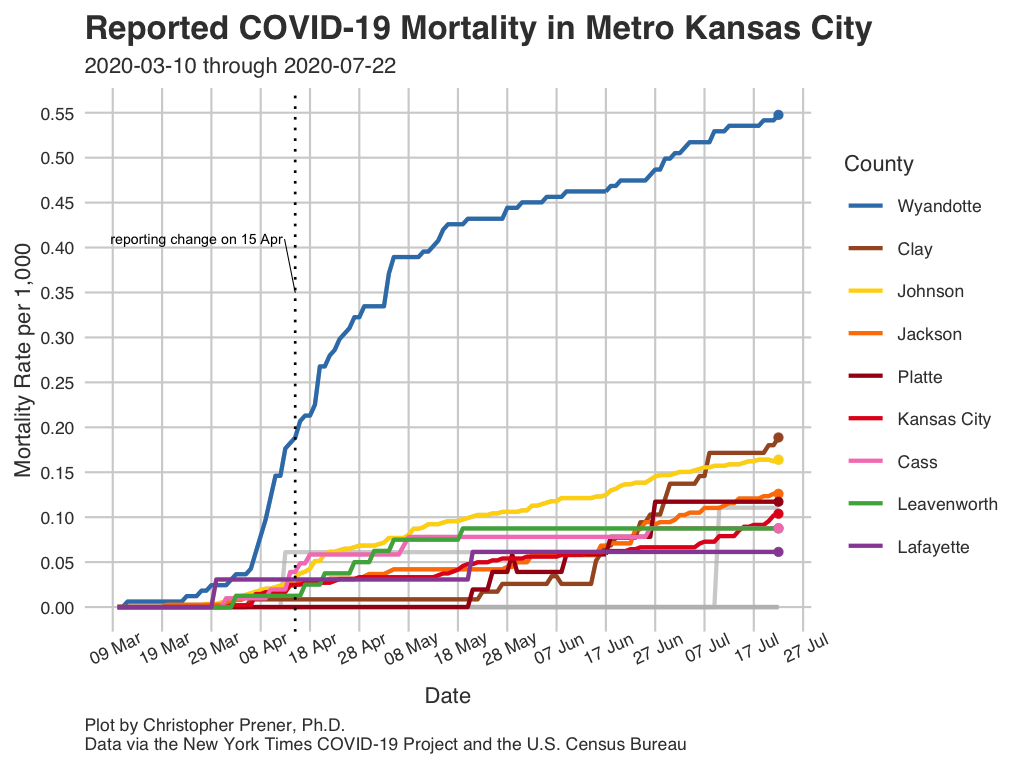 Reported COVID-19 Mortality in Metro Kansas City
2020-03-10 through 2020-07-22
Mortality Rate per 1,000
0.55
0.50
0.45
0.40
0.35
0.30
0.25
0.20
0.15
0.10
0.05
0.00
reporting change on 15 Apr
09 Mar
19 Mar
29 Mar
08 Apr
18 Apr
28 Apr
08 May
18 May
28 May
07 Jun
17 Jun
27 Jun
07 Jul
17 Jul
27 Jul
Date
County
Wyandotte
Clay
Johnson
Jackson
Platte
Kansas City
Cass
Leavenworth
Lafayette
Plot by Christopher Prener, Ph.D.
Data via the New York Times COVID-19 Project and the U.S. Census Bureau